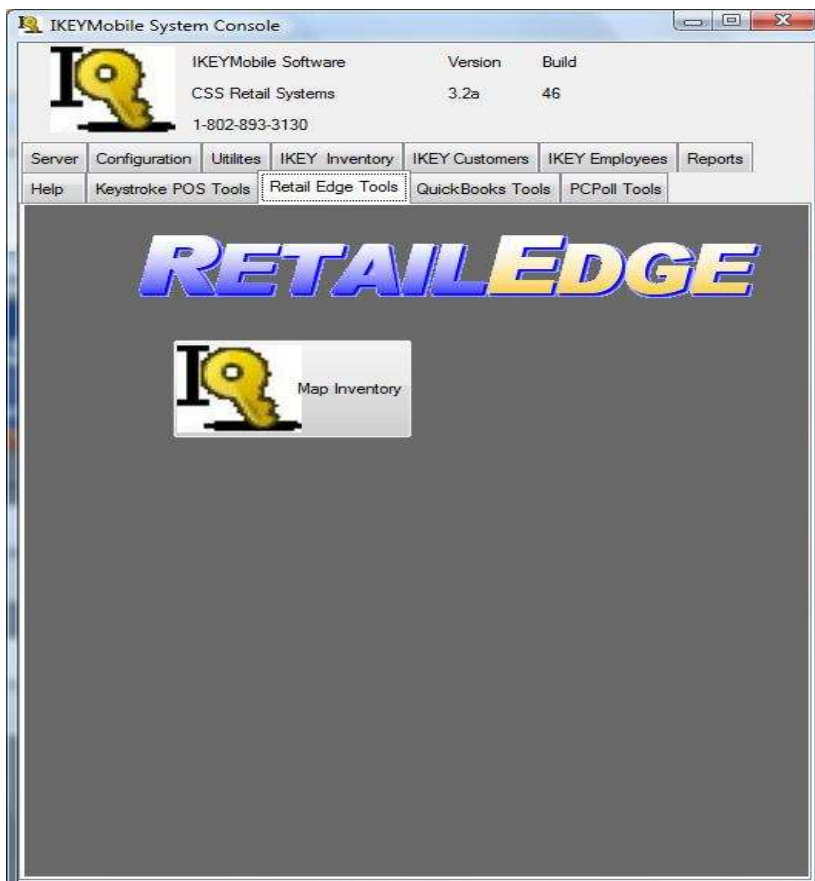 IKEYMobile System Console
IKEYMobile Software Version Build
CSS Retail Systems 3.2a 46
1-802-893-3130
Server Configuration Utilites IKEY Inventory IKEY Customers IKEY Employees Reports
Help Keystroke POS Tools Retail Edge Tools QuickBooks Tools PCPoll Tools
RETAILEDGE
Map Inventory